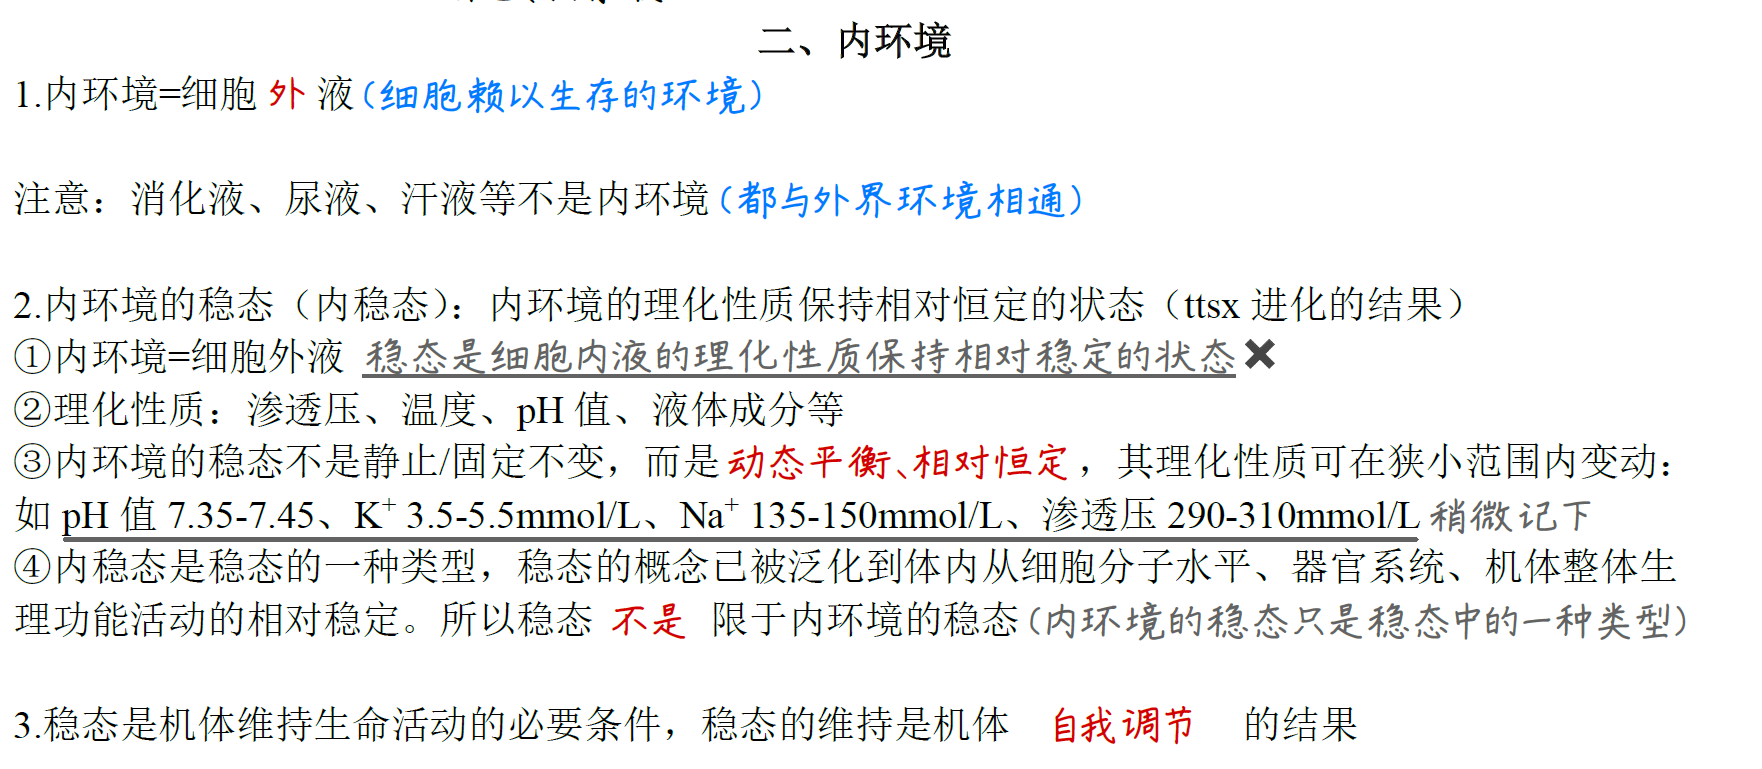 二、内环境
1.内环境=细胞 外 液(细胞赖以生存的环境)
注意：消化液、尿液、汗液等不是内环境(都与外界环境相通)
2.内环境的稳态（内稳态）：内环境的理化性质保持相对恒定的状态（ttsx 进化的结果）
①内环境=细胞外液 稳态是细胞内液的理化性质保持相对稳定的状态✖
②理化性质：渗透压、温度、pH 值、液体成分等
③内环境的稳态不是静止/固定不变，而是动态平衡、相对恒定，其理化性质可在狭小范围内变动：
如 pH 值 7.35-7.45、K⁺ 3.5-5.5mmol/L、Na⁺ 135-150mmol/L、渗透压 290-310mmol/L 稍微记下
④内稳态是稳态的一种类型，稳态的概念已被泛化到体内从细胞分子水平、器官系统、机体整体生
理功能活动的相对稳定。所以稳态 不是 限于内环境的稳态(内环境的稳态只是稳态中的一种类型)
3.稳态是机体维持生命活动的必要条件，稳态的维持是机体 自我调节 的结果